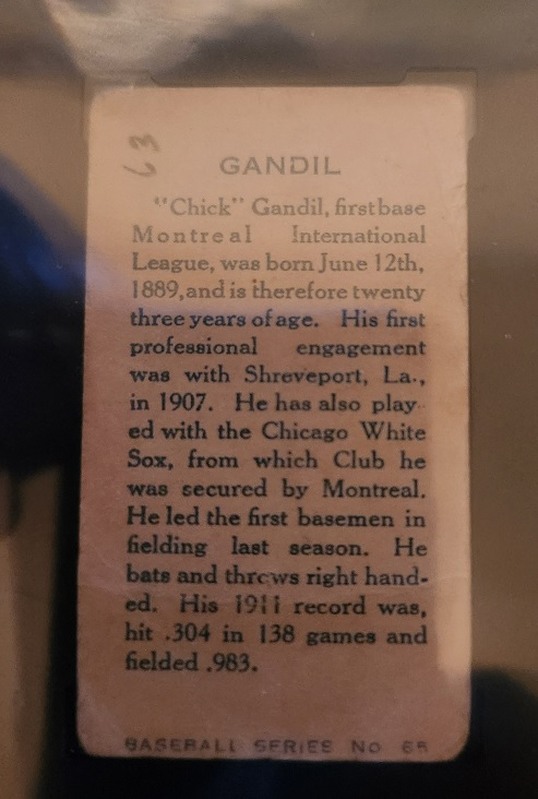 63
GANDIL
"Chick" Gandil, first base
Montreal International
League, was born June 12th,
1889, and is therefore twenty
three years of age. His first
professional engagement
was with Shreveport, La.,
in 1907. He has also play-
ed with the Chicago White
Sox, from which Club he
was secured by Montreal.
He led the first basemen in
fielding last season. He
bats and throws right hand-
ed. His 1911 record was,
hit .304 in 138 games and
fielded .983.
BASEBALL SERIES No